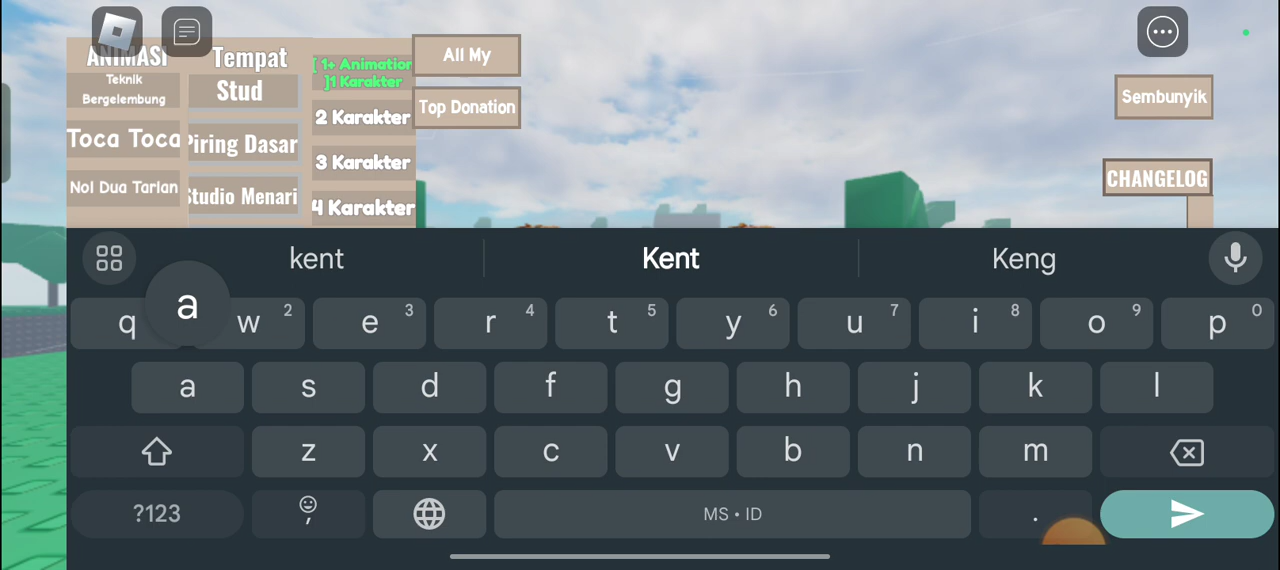 ANIMASI
Tempat
[ 1+ Animation
]1 Karakter
All My
Teknik
Bergelembung
Stud
2 Karakter
Top Donation
Sembunyik
Toca Toca
Piring Dasar
3 Karakter
Nol Dua Tarian
Studio Menari
4 Karakter
CHANGELOG
kent Kent Keng
a
q w 2 e 3 r 4 t 5 y 6 u 7 i 8 o 9 p 0
a s d f g h j k l
z x c v b n m
?123 , MS • ID .